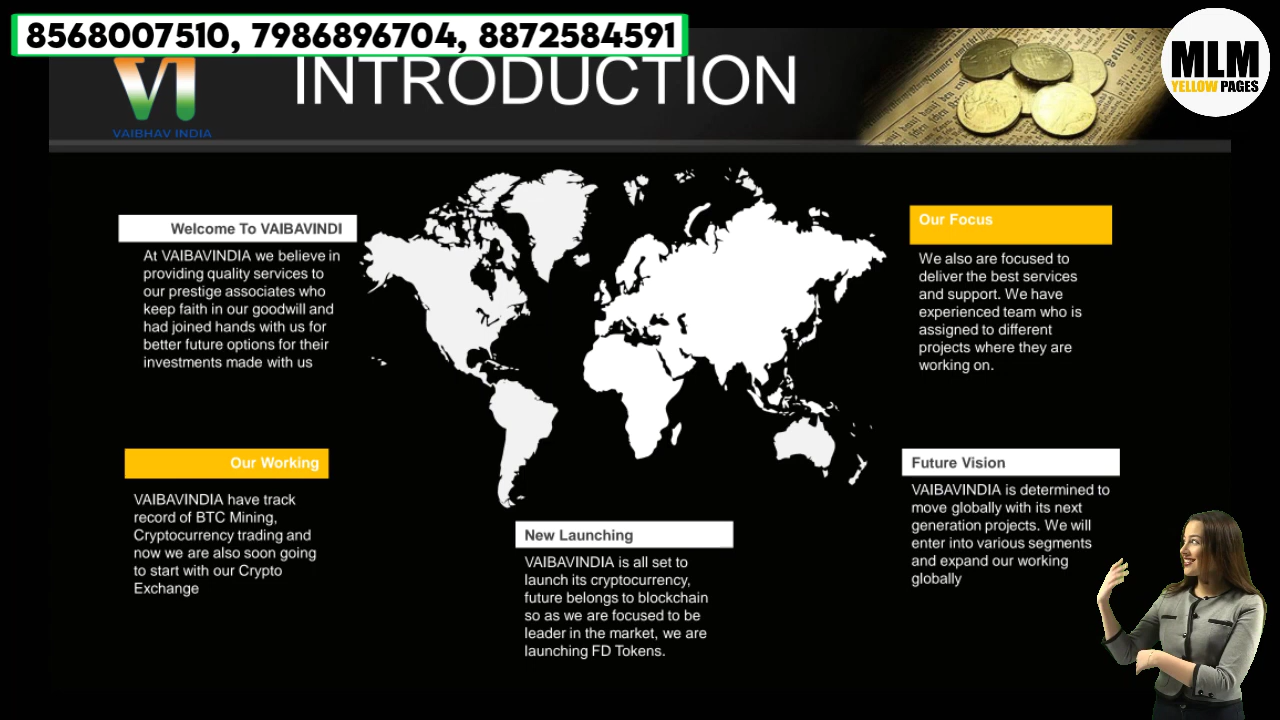 8568007510, 7986896704, 8872584591
MLM
YELLOW PAGES
VAIBHAV INDIA
INTRODUCTION
Welcome To VAIBAVINDI
At VAIBAVINDIA we believe in
providing quality services to
our prestige associates who
keep faith in our goodwill and
had joined hands with us for
better future options for their
investments made with us
Our Focus
We also are focused to
deliver the best services
and support. We have
experienced team who is
assigned to different
projects where they are
working on.
Our Working
VAIBAVINDIA have track
record of BTC Mining,
Cryptocurrency trading and
now we are also soon going
to start with our Crypto
Exchange
New Launching
VAIBAVINDIA is all set to
launch its cryptocurrency,
future belongs to blockchain
so as we are focused to be
leader in the market, we are
launching FD Tokens.
Future Vision
VAIBAVINDIA is determined to
move globally with its next
generation projects. We will
enter into various segments
and expand our working
globally